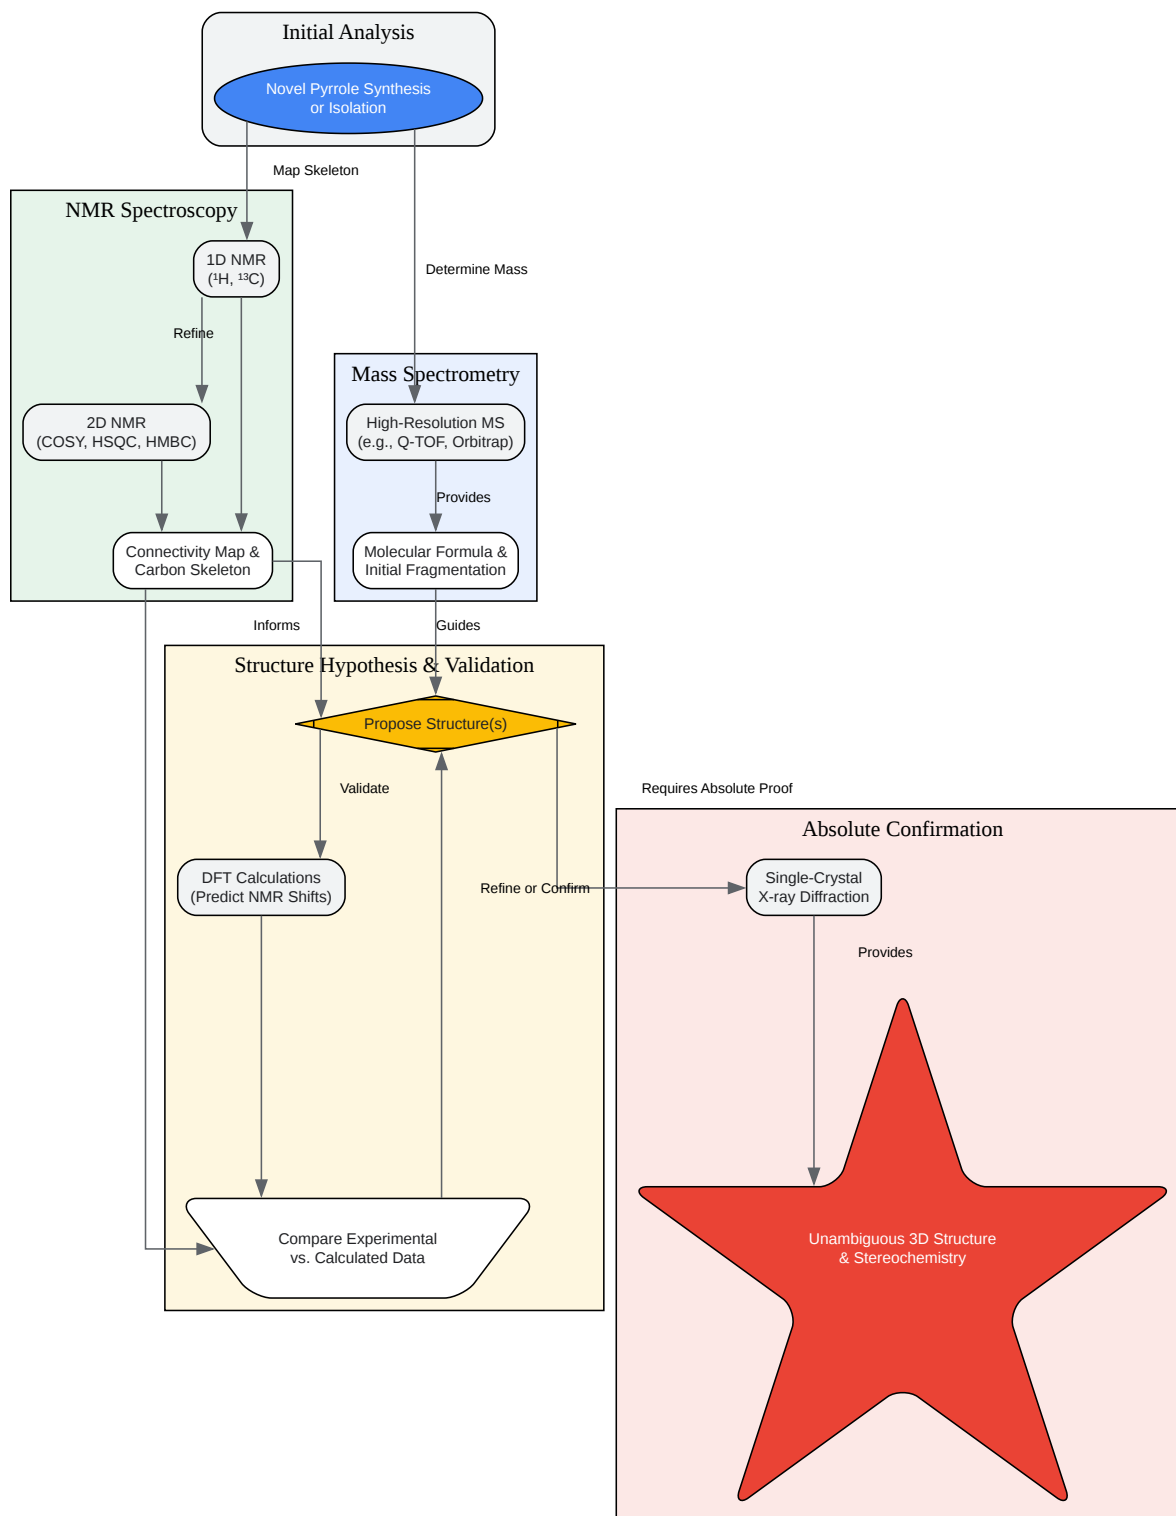 Initial Analysis
Novel Pyrrole Synthesis
or Isolation
Map Skeleton
NMR Spectroscopy
1D NMR
(¹H, ¹³C)
Determine Mass
Refine
Mass Spectrometry
2D NMR
(COSY, HSQC, HMBC)
High-Resolution MS
(e.g., Q-TOF, Orbitrap)
Provides
Connectivity Map &
Carbon Skeleton
Molecular Formula &
Initial Fragmentation
Informs
Guides
Structure Hypothesis & Validation
Propose Structure(s)
Validate
Requires Absolute Proof
Absolute Confirmation
DFT Calculations
(Predict NMR Shifts)
Refine or Confirm
Single-Crystal
X-ray Diffraction
Provides
Compare Experimental
vs. Calculated Data
Unambiguous 3D Structure
& Stereochemistry